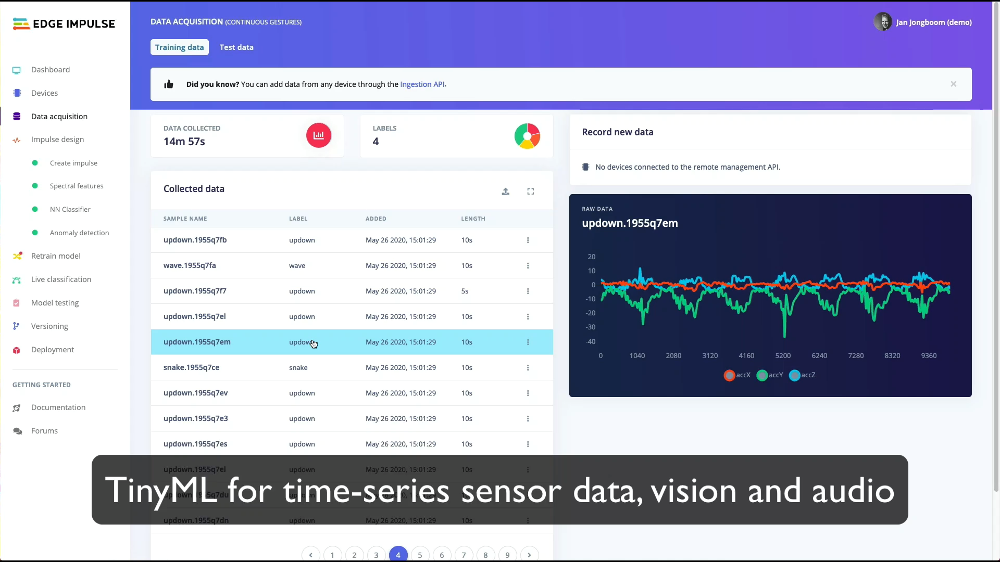 EDGE IMPULSE
Dashboard
Devices
Data acquisition
Impulse design
Create impulse
Spectral features
NN Classifier
Anomaly detection
Retrain model
Live classification
Model testing
Versioning
Deployment
GETTING STARTED
Documentation
Forums
DATA ACQUISITION (CONTINUOUS GESTURES)
Jan Jongboom (demo)
Training data Test data
Did you know? You can add data from any device through the Ingestion API.
DATA COLLECTED
14m 57s
LABELS
4
Collected data
SAMPLE NAME LABEL ADDED LENGTH
updown.1955q7fb updown May 26 2020, 15:01:29 10s
wave.1955q7fa wave May 26 2020, 15:01:29 10s
updown.1955q7f7 updown May 26 2020, 15:01:29 5s
updown.1955q7el updown May 26 2020, 15:01:29 10s
updown.1955q7em updown May 26 2020, 15:01:29 10s
snake.1955q7ce snake May 26 2020, 15:01:29 10s
updown.1955q7ev updown May 26 2020, 15:01:29 10s
updown.1955q7e3 updown May 26 2020, 15:01:29 10s
updown.1955q7es updown May 26 2020, 15:01:29 10s
updown.1955q7el updown May 26 2020, 15:01:29 10s
TinyML for time-series sensor data, vision and audio
updown.1955q7dn updown May 26 2020, 15:01:29 10s
‹ 1 2 3 4 5 6 7 8 9 ›
Record new data
No devices connected to the remote management API.
RAW DATA
updown.1955q7em
20
10
0
-10
-20
-30
-40
0 1040 2080 3120 4160 5200 6240 7280 8320 9360
accX accY accZ